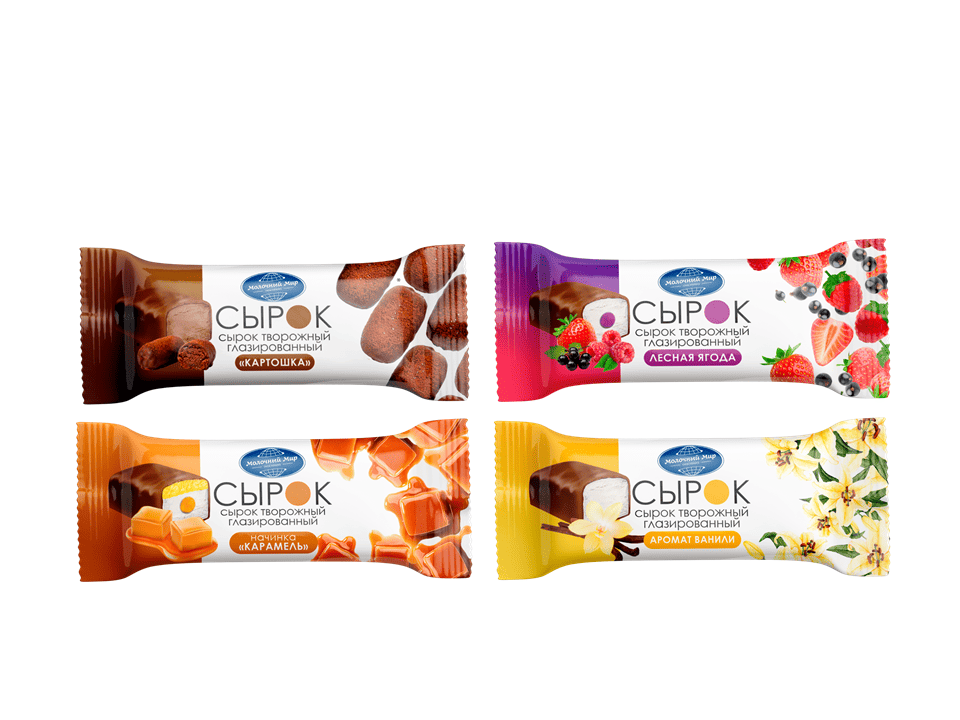 Молочный Мир
СЫРОК
сырок творожный
глазированный
«КАРТОШКА»
Молочный Мир
СЫРОК
сырок творожный
глазированный
ЛЕСНАЯ ЯГОДА
Молочный Мир
СЫРОК
сырок творожный
глазированный
начинка
«КАРАМЕЛЬ»
Молочный Мир
СЫРОК
сырок творожный
глазированный
АРОМАТ ВАНИЛИ